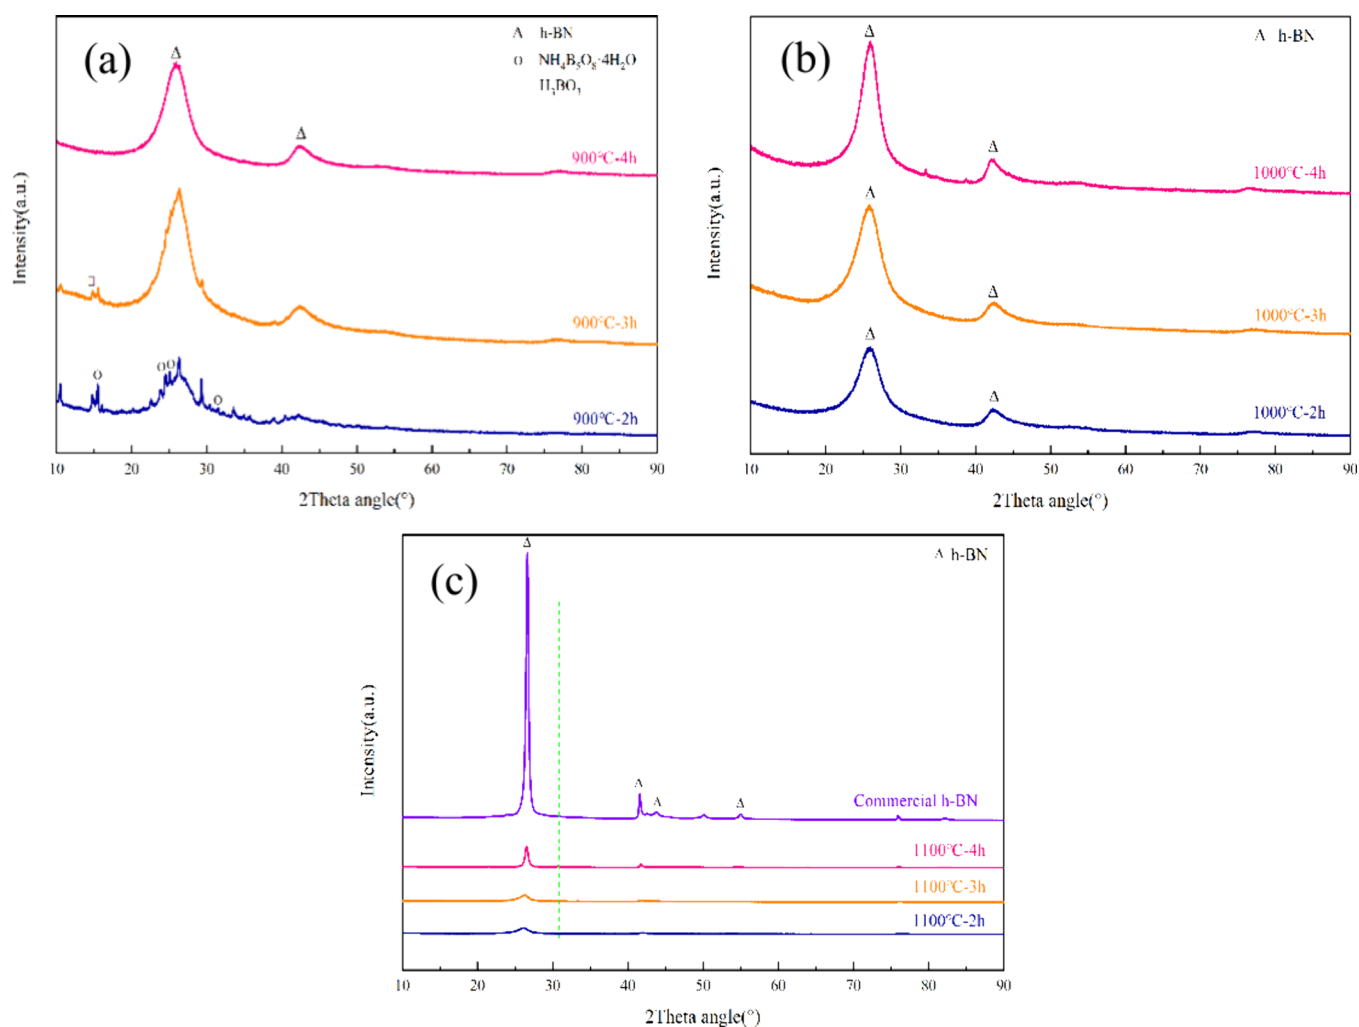 (a)
Δ h-BN
o NH₄B₅O₈·4H₂O
H₃BO₃
Δ
Δ
900°C-4h
900°C-3h
o
o o
o
900°C-2h
Intensity(a.u.)
10 20 30 40 50 60 70 80 90
2Theta angle(°)
(b)
Δ h-BN
Δ
Δ
1000°C-4h
Δ
Δ
1000°C-3h
Δ
Δ
1000°C-2h
Intensity(a.u.)
10 20 30 40 50 60 70 80 90
2Theta angle(°)
(c)
Δ h-BN
Δ
Δ
Δ
Δ
Commercial h-BN
1100°C-4h
1100°C-3h
1100°C-2h
Intensity(a.u.)
10 20 30 40 50 60 70 80 90
2Theta angle(°)